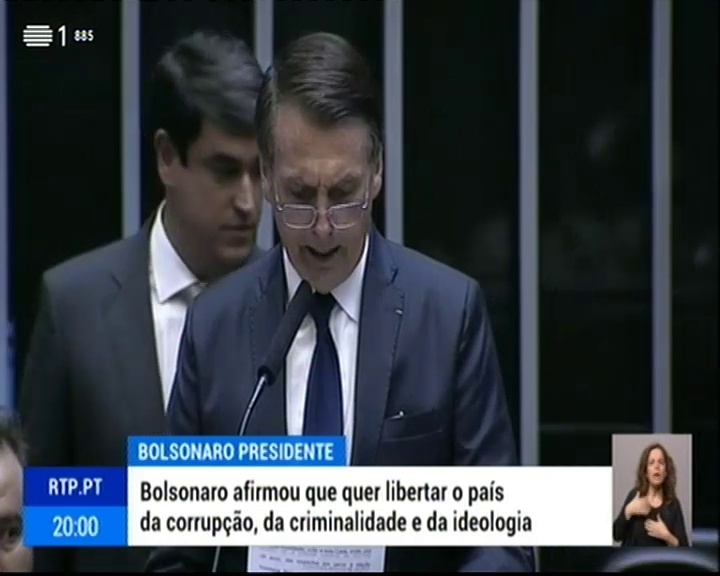 1 885
BOLSONARO PRESIDENTE
RTP.PT
Bolsonaro afirmou que quer libertar o país
20:00
da corrupção, da criminalidade e da ideologia